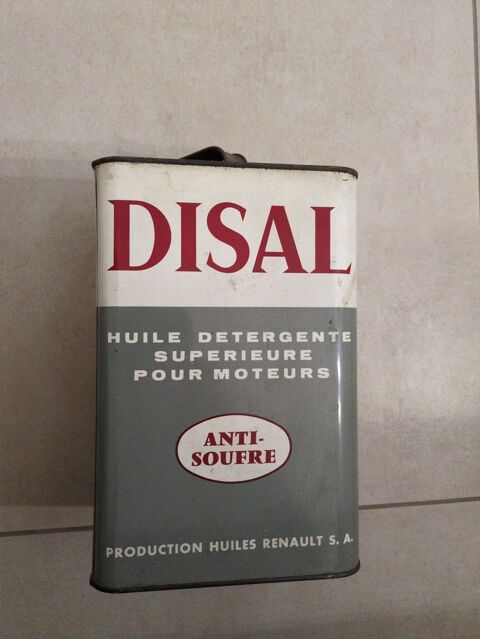 DISAL
HUILE DETERGENTE
SUPERIEURE
POUR MOTEURS
ANTI-
SOUFRE
PRODUCTION HUILES RENAULT S. A.